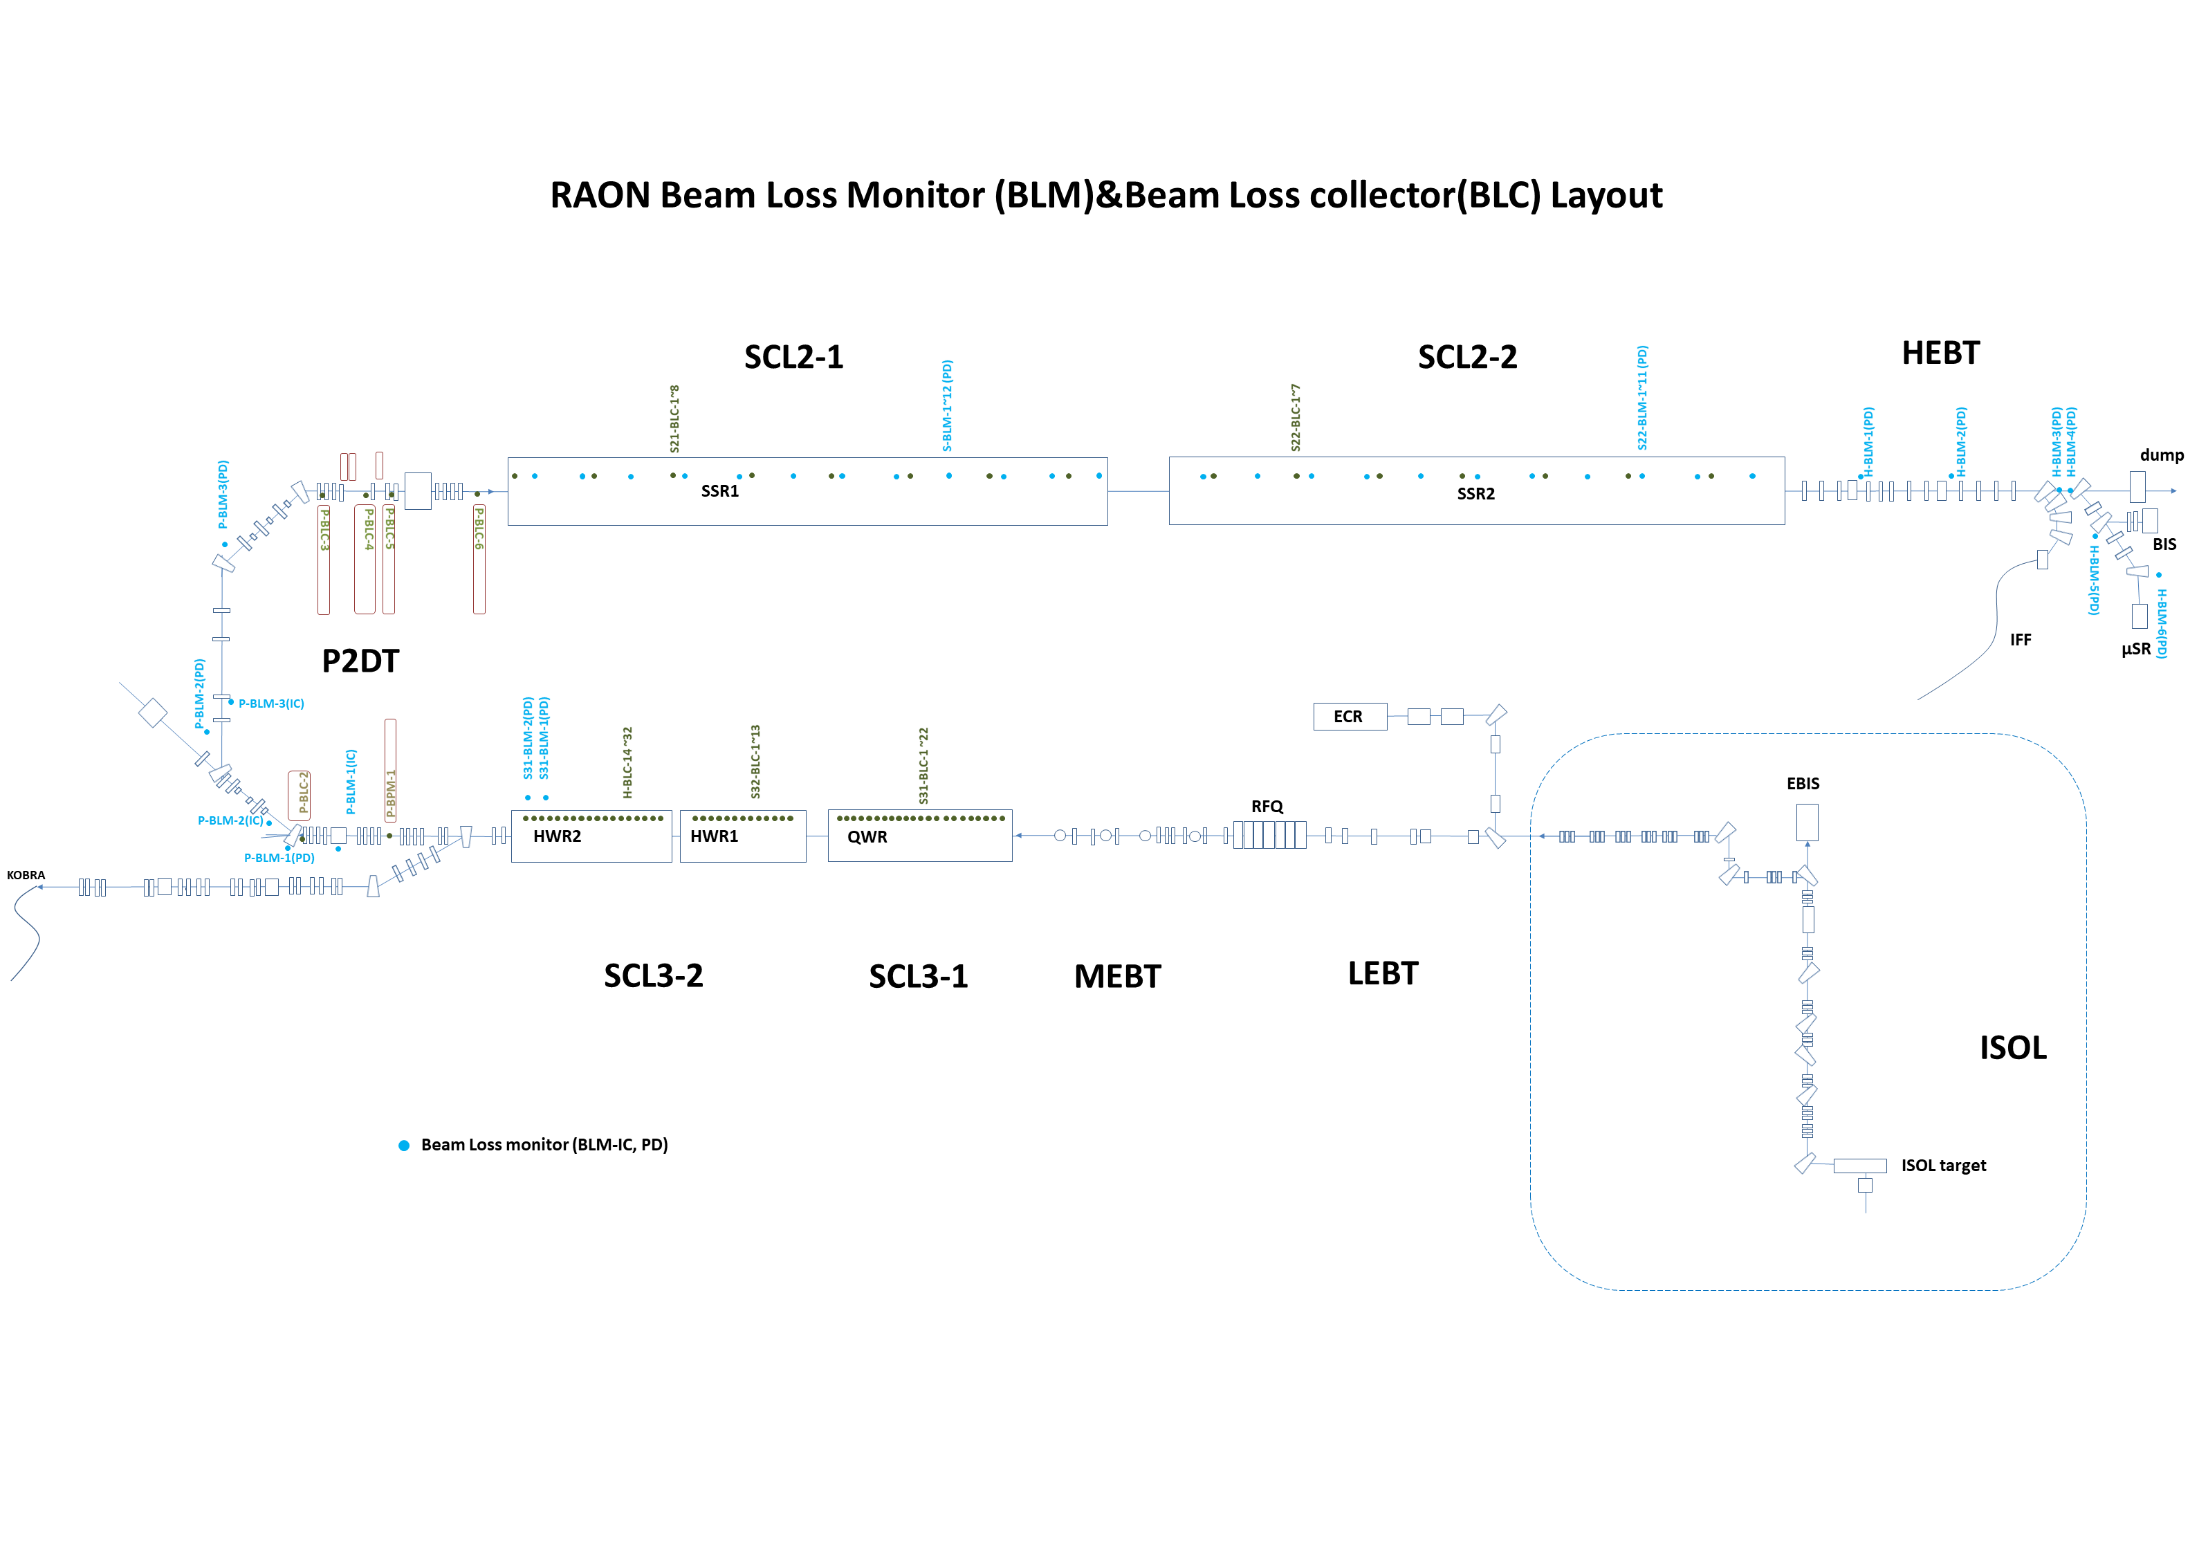 RAON Beam Loss Monitor (BLM)&Beam Loss collector(BLC) Layout
SCL2-1
SCL2-2
HEBT
S21-BLC-1~8
S-BLM-1~12 (PD)
S22-BLC-1~7
S22-BLM-1~11 (PD)
H-BLM-1(PD)
H-BLM-2(PD)
H-BLM-3(PD)
H-BLM-4(PD)
dump
P-BLM-3(PD)
SSR1
SSR2
P-BLC-3
P-BLC-4
P-BLC-5
P-BLC-6
BIS
H-BLM-5(PD)
H-BLM-6(PD)
IFF
μSR
P2DT
P-BLM-2(PD)
P-BLM-3(IC)
S31-BLM-2(PD)
S31-BLM-1(PD)
H-BLC-14 ~32
S32-BLC-1~13
S31-BLC-1 ~22
ECR
P-BLC-2
P-BLM-1(IC)
P-BPM-1
EBIS
RFQ
P-BLM-2(IC)
HWR2
HWR1
QWR
P-BLM-1(PD)
KOBRA
SCL3-2
SCL3-1
MEBT
LEBT
ISOL
Beam Loss monitor (BLM-IC, PD)
ISOL target